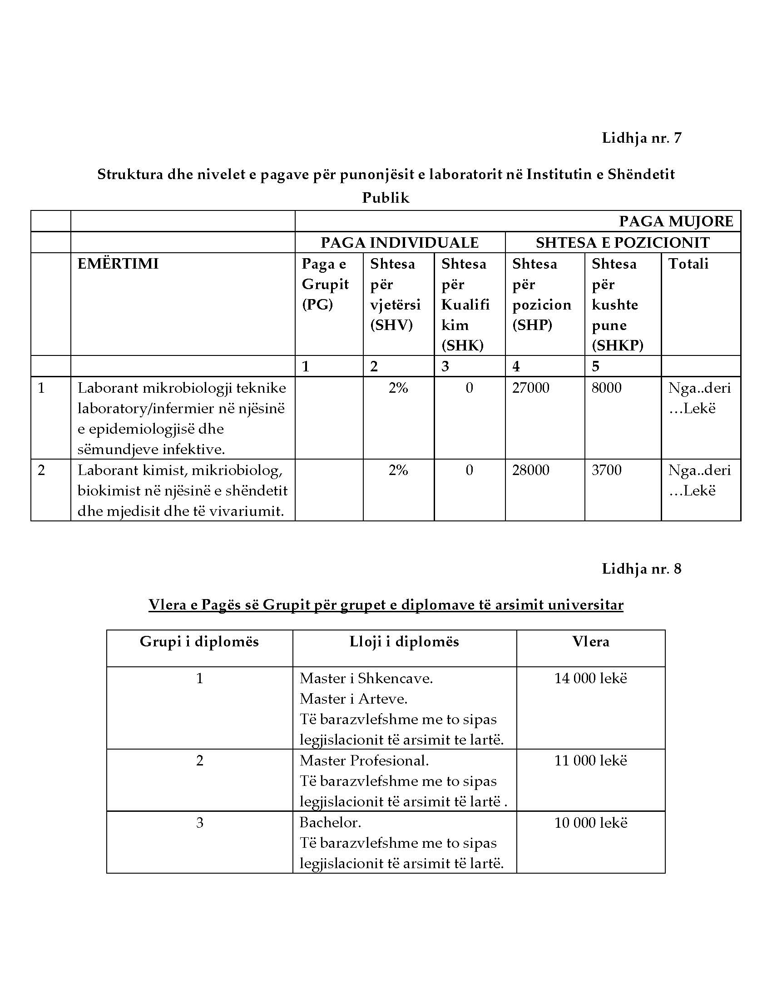 Lidhja nr. 7
Struktura dhe nivelet e pagave për punonjësit e laboratorit në Institutin e Shëndetit
Publik
PAGA MUJORE
PAGA INDIVIDUALE SHTESA E POZICIONIT
EMËRTIMI
Paga e
Grupit
(PG)
Shtesa
për
vjetërsi
(SHV)
Shtesa
për
Kualifi
kim
(SHK)
Shtesa
për
pozicion
(SHP)
Shtesa
për
kushte
pune
(SHKP)
Totali
1 2 3 4 5
1
Laborant mikrobiologji teknike
laboratory/infermier në njësinë
e epidemiologjisë dhe
sëmundjeve infektive.
2%
0
27000
8000
Nga..deri
…Lekë
2
Laborant kimist, mikriobiolog,
biokimist në njësinë e shëndetit
dhe mjedisit dhe të vivariumit.
2%
0
28000
3700
Nga..deri
…Lekë
Lidhja nr. 8
Vlera e Pagës së Grupit për grupet e diplomave të arsimit universitar
Grupi i diplomës Lloji i diplomës Vlera
1
Master i Shkencave.
Master i Arteve.
Të barazvlefshme me to sipas
legjislacionit të arsimit te lartë.
14 000 lekë
2
Master Profesional.
Të barazvlefshme me to sipas
legjislacionit të arsimit të lartë .
11 000 lekë
3
Bachelor.
Të barazvlefshme me to sipas
legjislacionit të arsimit të lartë.
10 000 lekë